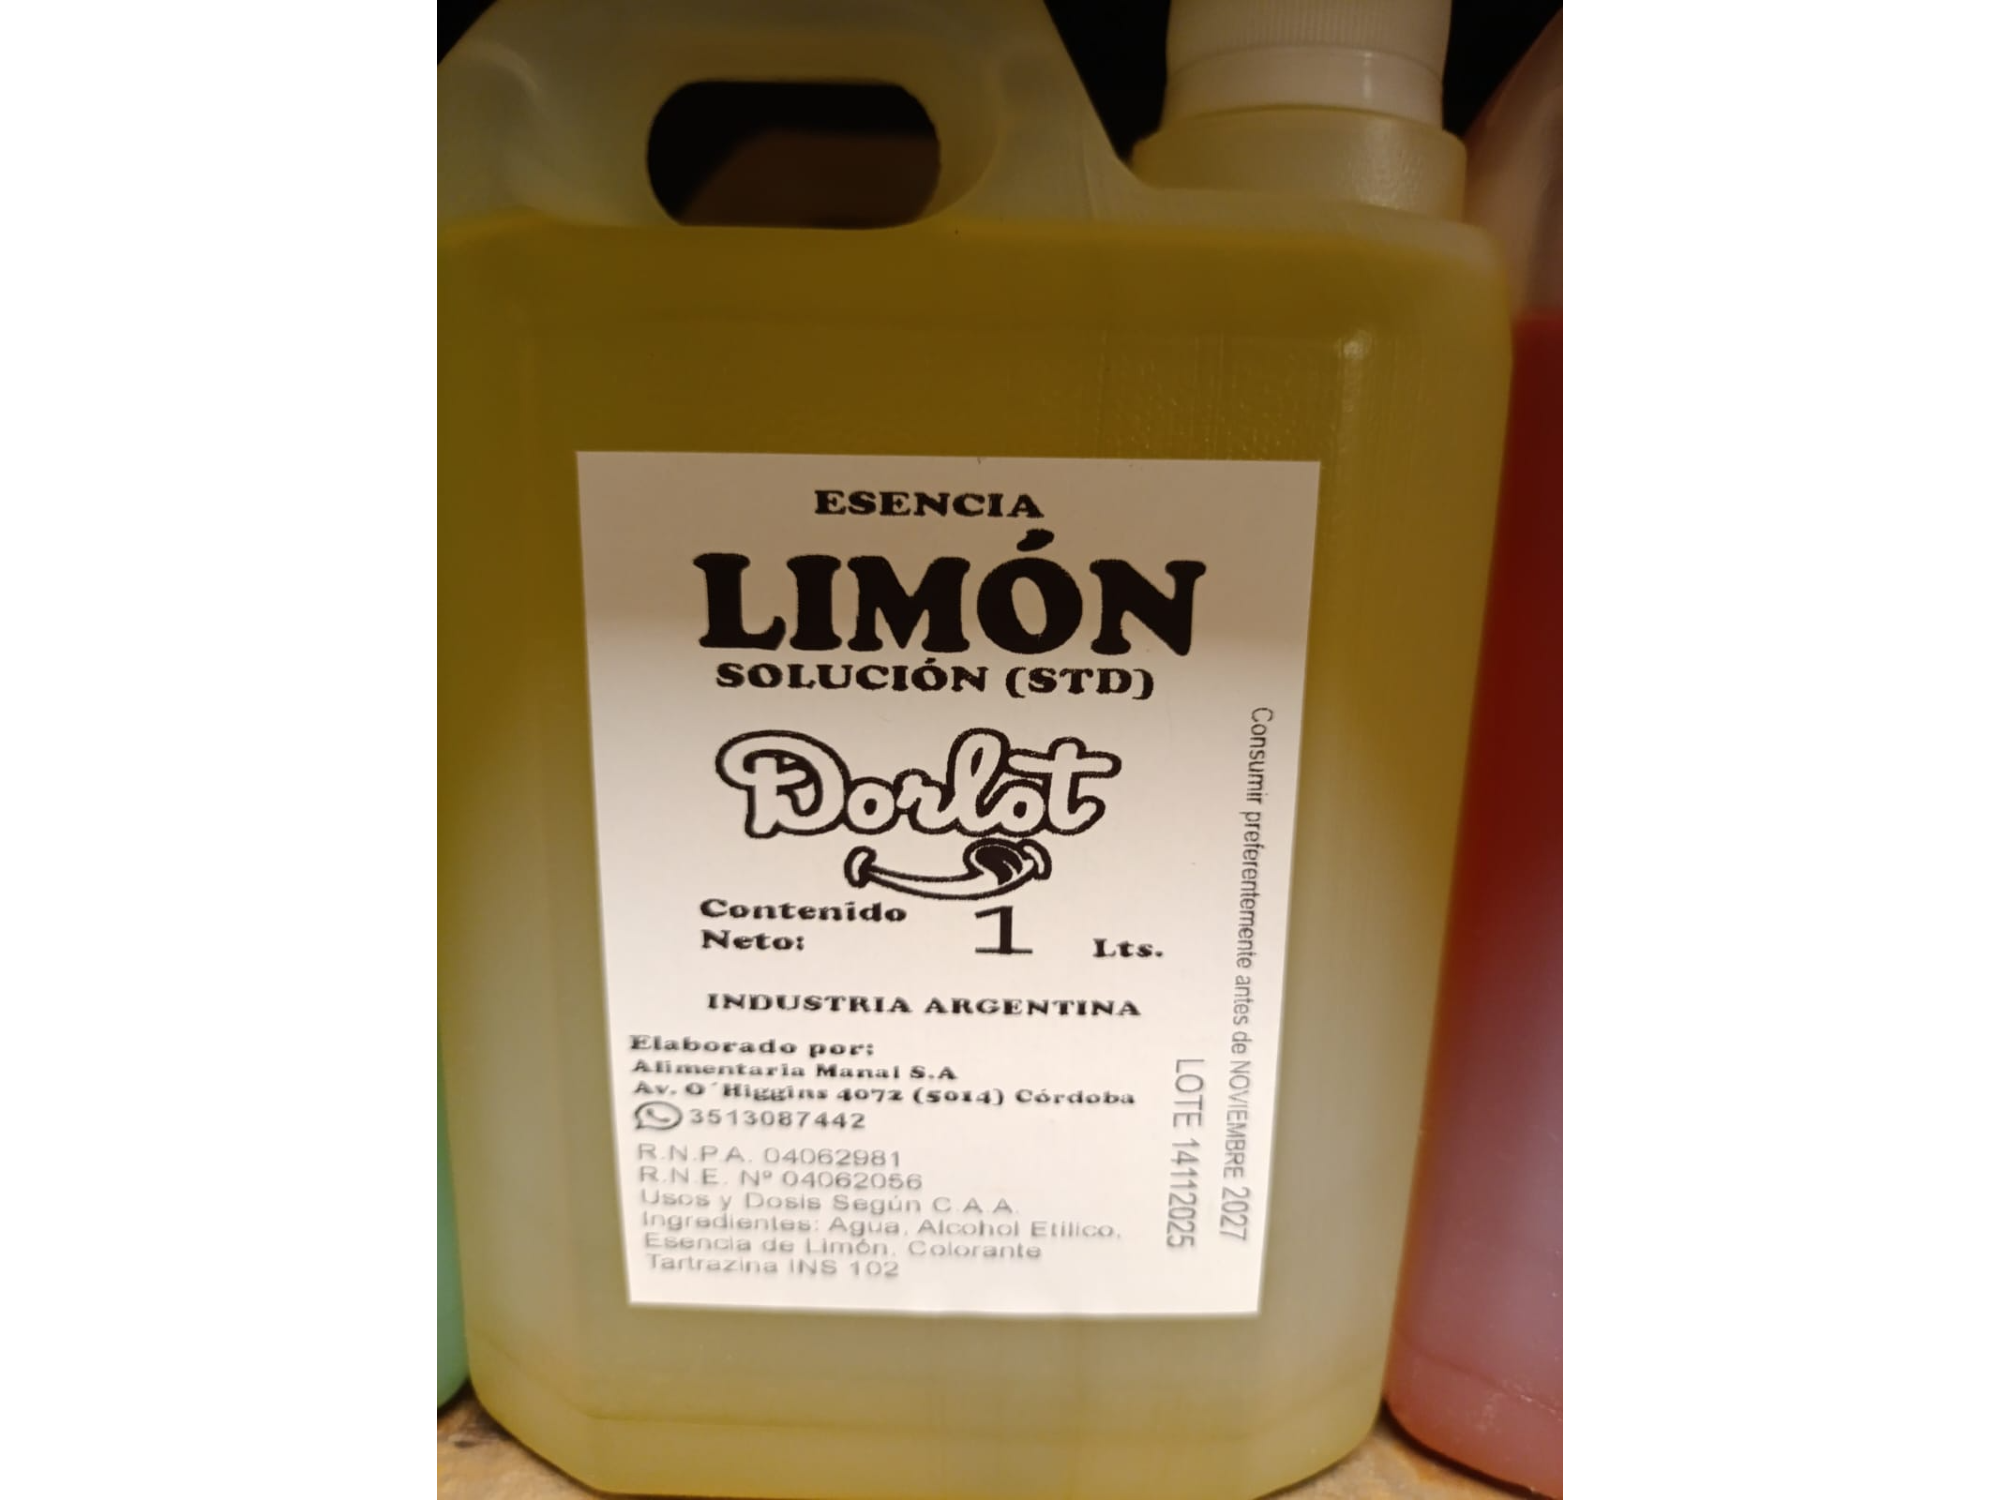 ESENCIA
LIMÓN
SOLUCIÓN (STD)
Dorlot
Contenido
Neto: 1 Lts.
INDUSTRIA ARGENTINA
Elaborado por:
Alimentaria Manal S.A
Av. O´Higgins 4072 (5014) Córdoba
3513087442
R.N.P.A. 04062981
R.N.E. Nº 04062056
Usos y Dosis Según C.A.A.
Ingredientes: Agua, Alcohol Etilico,
Esencia de Limón, Colorante
Tartrazina INS 102
LOTE 14112025
Consumir preferentemente antes de NOVIEMBRE 2027